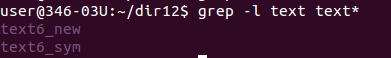 user@346-03U:~/dir12$ grep -l text text*
text6_new
text6_sym